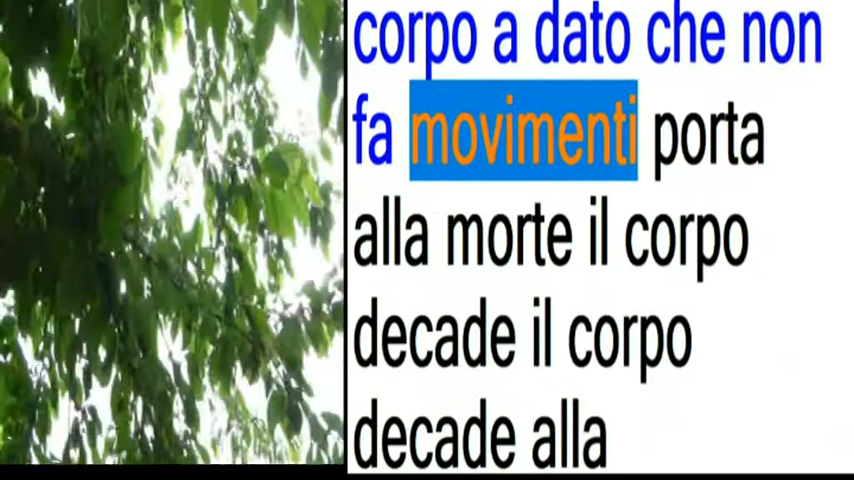 corpo a dato che non
fa movimenti porta
alla morte il corpo
decade il corpo
decade alla